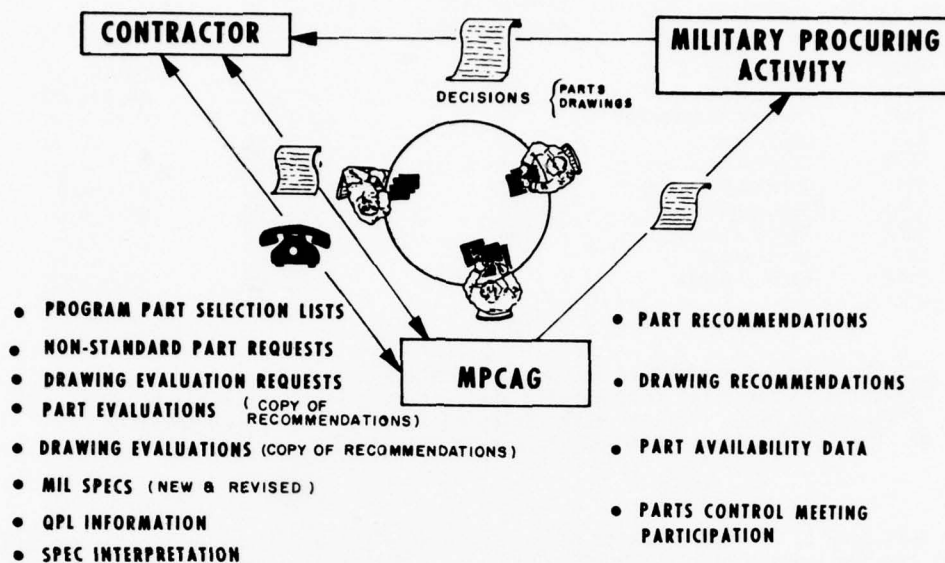 CONTRACTOR
MILITARY PROCURING
ACTIVITY
DECISIONS { PARTS
DRAWINGS
MPCAG
• PROGRAM PART SELECTION LISTS
• NON-STANDARD PART REQUESTS
• DRAWING EVALUATION REQUESTS
• PART EVALUATIONS (COPY OF
RECOMMENDATIONS)
• DRAWING EVALUATIONS (COPY OF RECOMMENDATIONS)
• MIL SPECS (NEW & REVISED)
• QPL INFORMATION
• SPEC INTERPRETATION
• PART RECOMMENDATIONS
• DRAWING RECOMMENDATIONS
• PART AVAILABILITY DATA
• PARTS CONTROL MEETING
PARTICIPATION